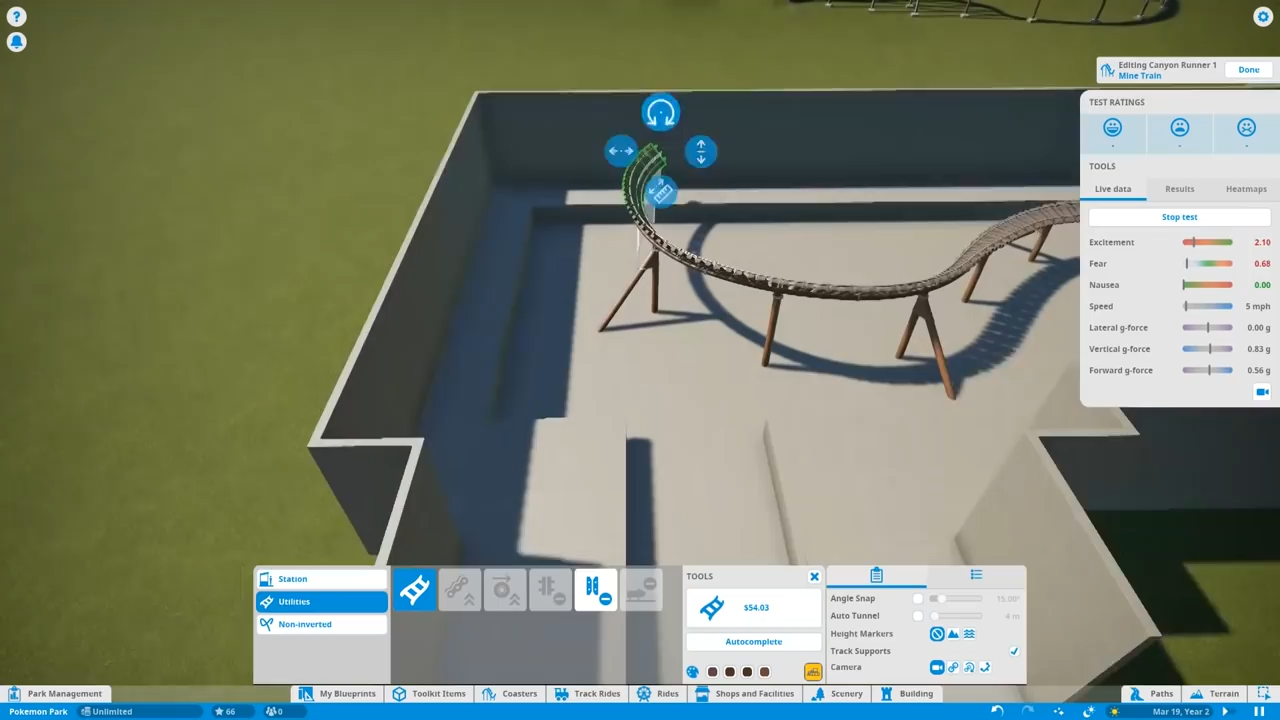 ?
Editing Canyon Runner 1
Mine Train
Done
TEST RATINGS
- - -
TOOLS
Live data Results Heatmaps
Stop test
Excitement 2.10
Fear 0.68
Nausea 0.00
Speed 5 mph
Lateral g-force 0.00 g
Vertical g-force 0.83 g
Forward g-force 0.56 g
Station
Utilities
Non-inverted
TOOLS
$54.03
Autocomplete
Angle Snap 15.00°
Auto Tunnel 4 m
Height Markers
Track Supports
Camera
Park Management My Blueprints Toolkit Items Coasters Track Rides Rides Shops and Facilities Scenery Building Paths Terrain
Pokemon Park Unlimited 66 0 Mar 19, Year 2